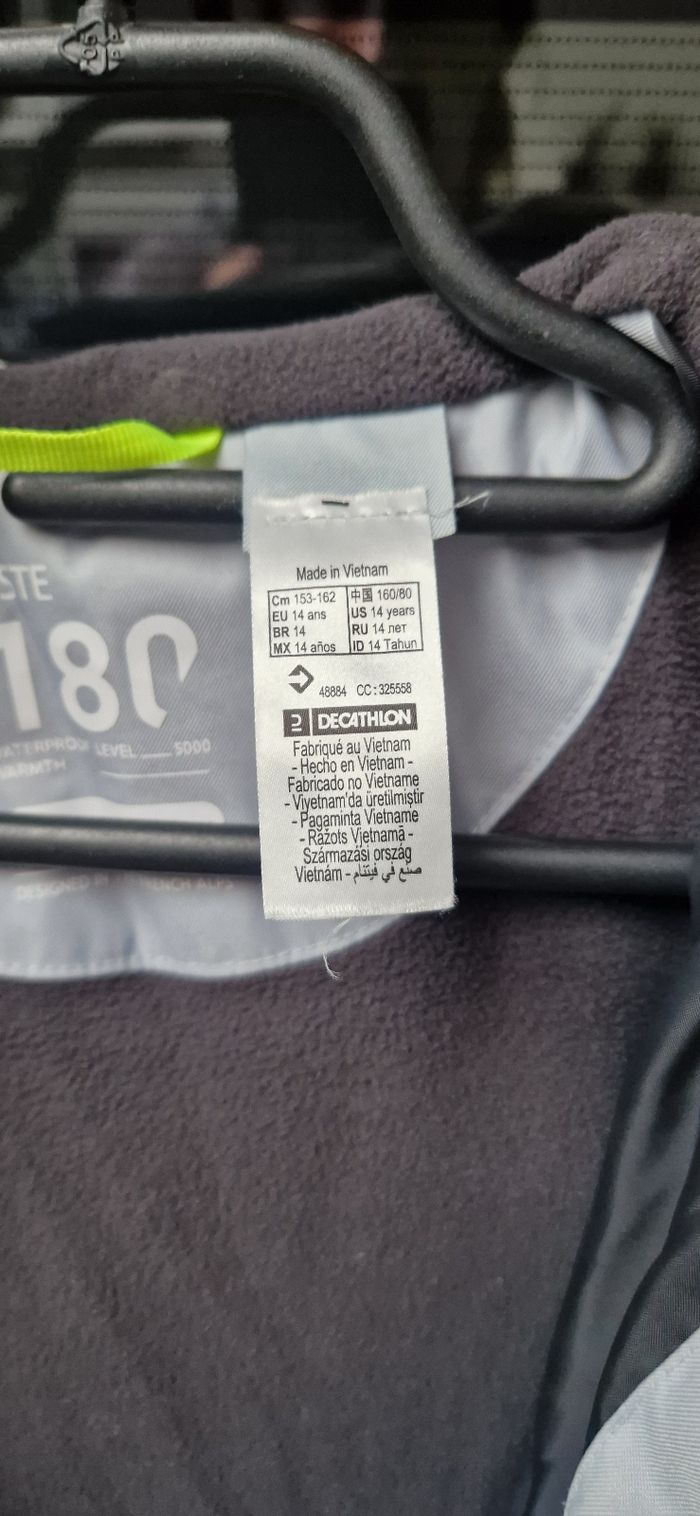 Made in Vietnam
Cm 153-162 中国 160/80
EU 14 ans US 14 years
BR 14 RU 14 лет
MX 14 años ID 14 Tahun
48884 CC:325558
DECATHLON
Fabriqué au Vietnam
- Hecho en Vietnam -
Fabricado no Vietname
- Viyetnam'da üretilmiştir
- Pagaminta Vietname
- Ražots Vjetnamā -
Származási ország
Vietnám - صنع في فيتنام
STE
180
WATERPROOF LEVEL 5000
WARMTH